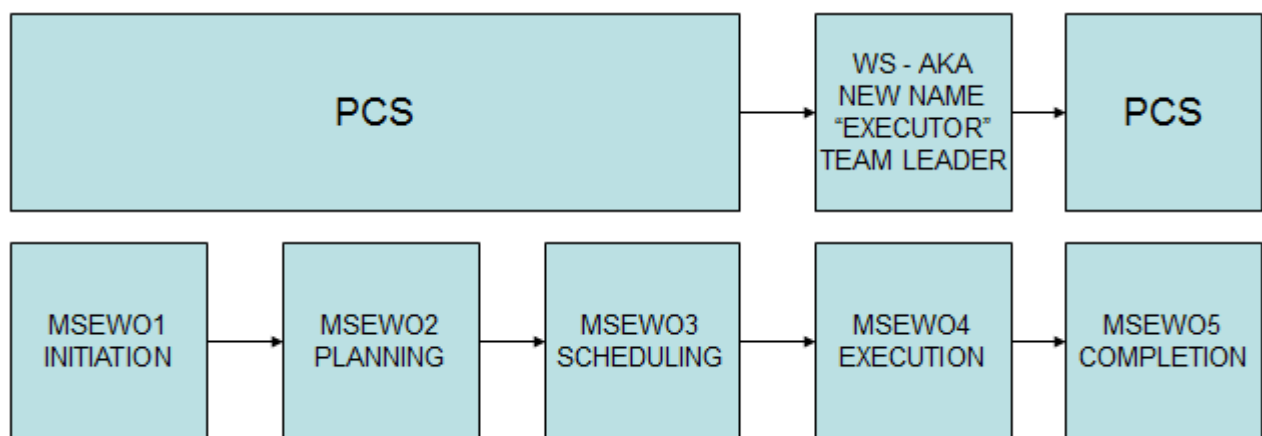 PCS
WS - AKA
NEW NAME
“EXECUTOR”
TEAM LEADER
PCS
MSEWO1
INITIATION
MSEWO2
PLANNING
MSEWO3
SCHEDULING
MSEWO4
EXECUTION
MSEWO5
COMPLETION